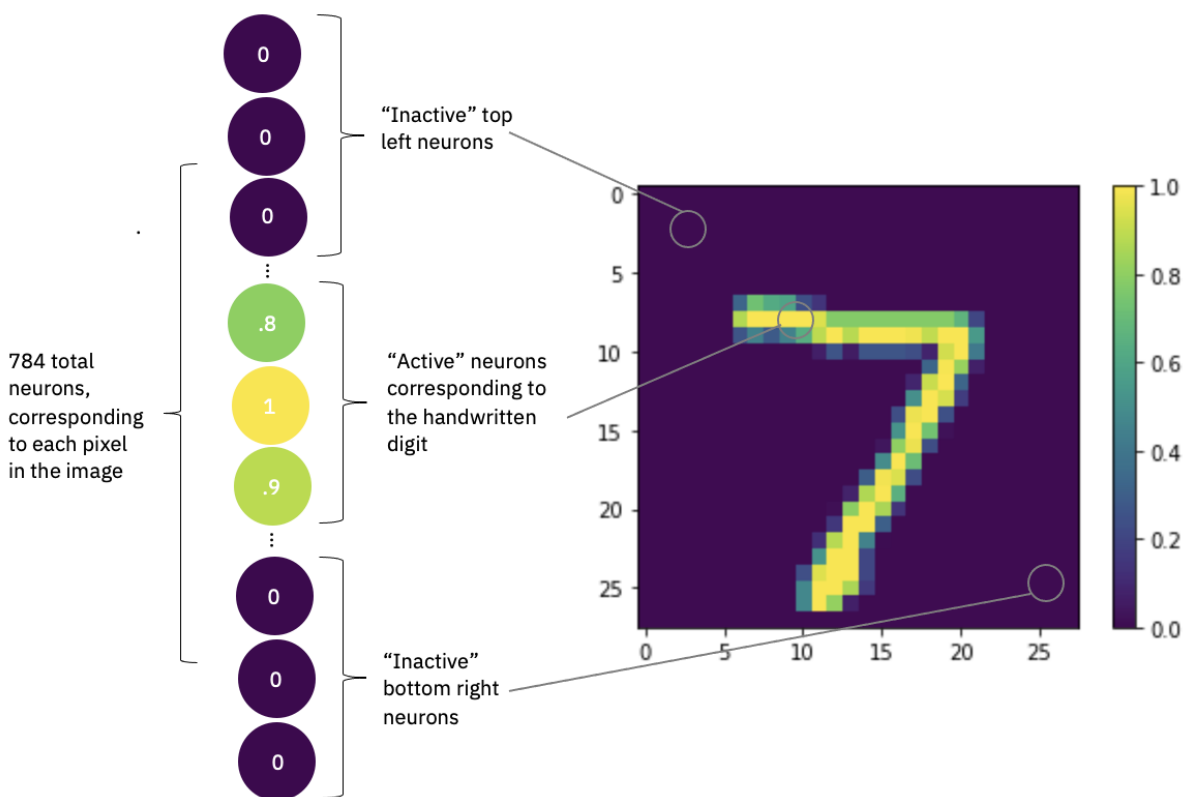 0
0
0
⋮
.8
1
.9
⋮
0
0
0
784 total
neurons,
corresponding
to each pixel
in the image
“Inactive” top
left neurons
“Active” neurons
corresponding to
the handwritten
digit
“Inactive”
bottom right
neurons
0
5
10
15
20
25
0 5 10 15 20 25
7
1.0
0.8
0.6
0.4
0.2
0.0